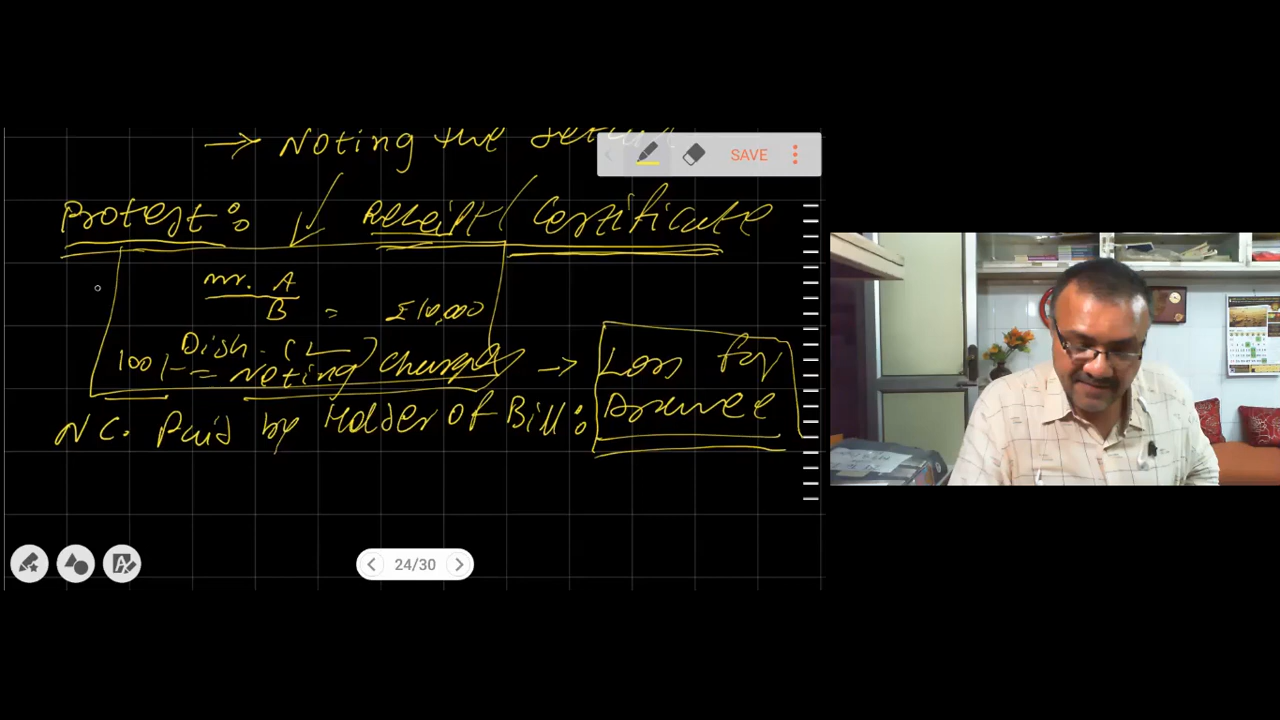 → Noting the
SAVE
Protest : Receipt / Certificate
Mr. A
B = ₹10,000
Dish. (L)
100/- = Noting Charges → Loss for
NC. Paid by Holder of Bill : Drawee
24/30